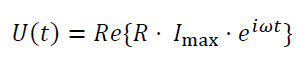 U(t) = Re{R · I_max · e^{iωt}}